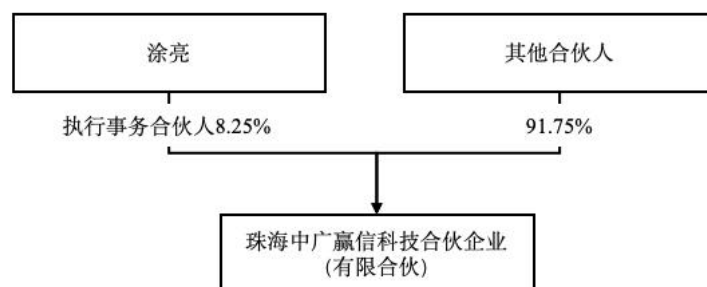 涂亮
其他合伙人
执行事务合伙人8.25%
91.75%
珠海中广赢信科技合伙企业
(有限合伙)